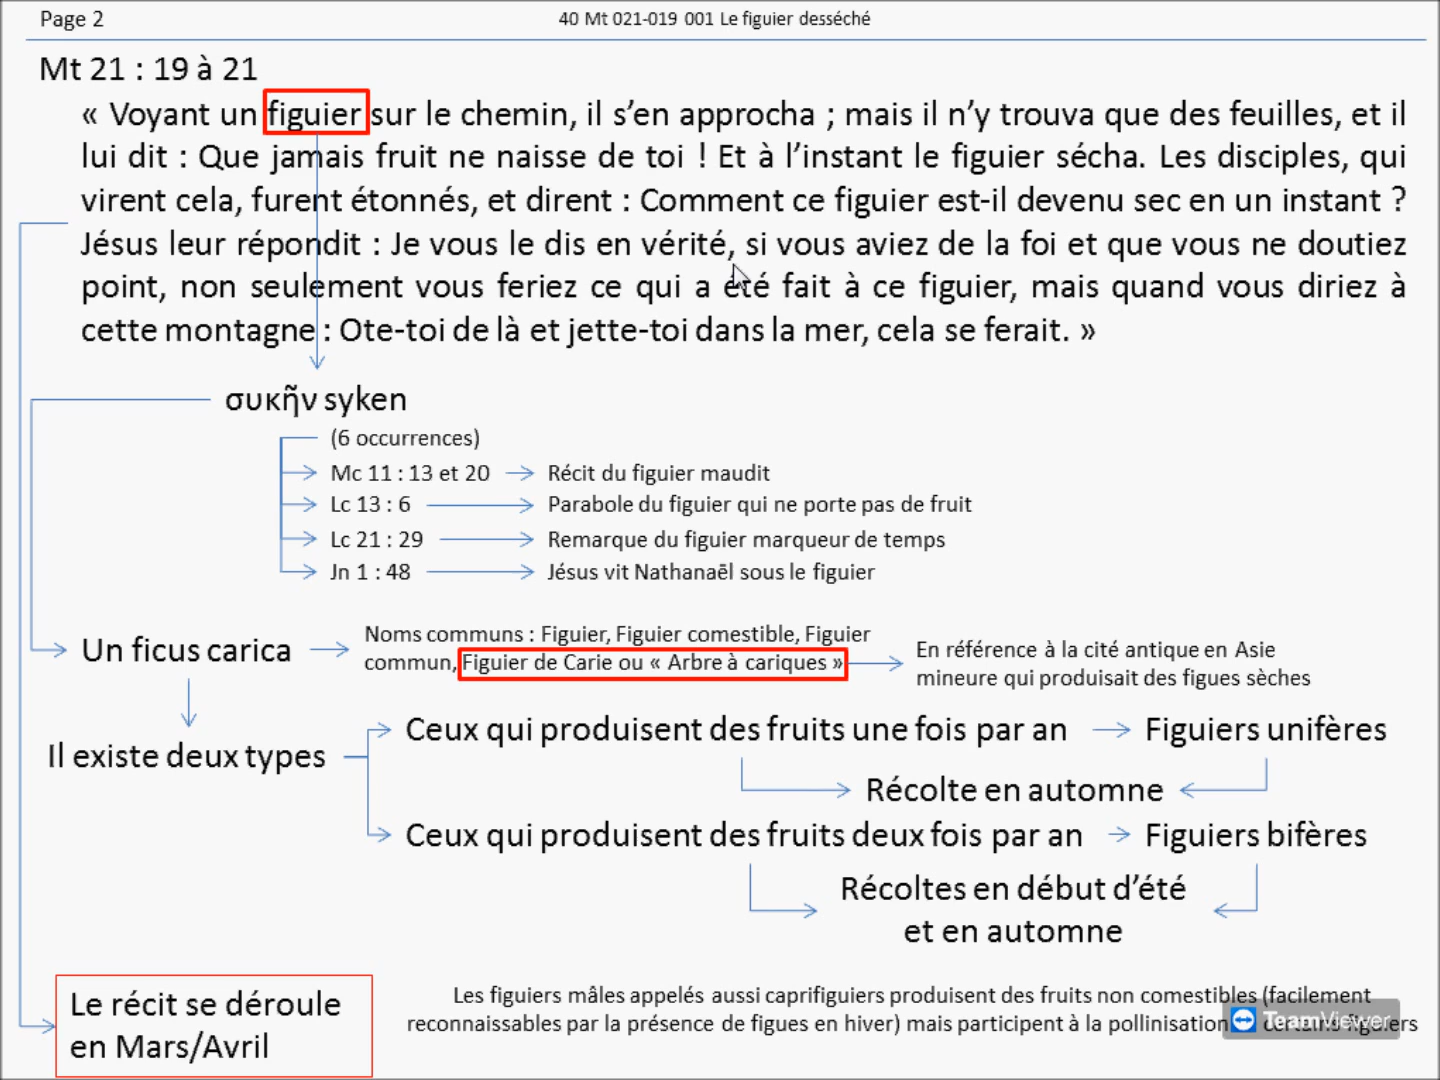 Page 2
40 Mt 021-019 001 Le figuier desséché
Mt 21 : 19 à 21
« Voyant un figuier sur le chemin, il s’en approcha ; mais il n’y trouva que des feuilles, et il
lui dit : Que jamais fruit ne naisse de toi ! Et à l’instant le figuier sécha. Les disciples, qui
virent cela, furent étonnés, et dirent : Comment ce figuier est-il devenu sec en un instant ?
Jésus leur répondit : Je vous le dis en vérité, si vous aviez de la foi et que vous ne doutiez
point, non seulement vous feriez ce qui a été fait à ce figuier, mais quand vous diriez à
cette montagne : Ote-toi de là et jette-toi dans la mer, cela se ferait. »
συκῆν syken
(6 occurrences)
Mc 11 : 13 et 20 Récit du figuier maudit
Lc 13 : 6 Parabole du figuier qui ne porte pas de fruit
Lc 21 : 29 Remarque du figuier marqueur de temps
Jn 1 : 48 Jésus vit Nathanaël sous le figuier
Un ficus carica
Noms communs : Figuier, Figuier comestible, Figuier
commun, Figuier de Carie ou « Arbre à cariques »
En référence à la cité antique en Asie
mineure qui produisait des figues sèches
Il existe deux types
Ceux qui produisent des fruits une fois par an Figuiers unifères
Récolte en automne
Ceux qui produisent des fruits deux fois par an Figuiers bifères
Récoltes en début d’été
et en automne
Le récit se déroule
en Mars/Avril
Les figuiers mâles appelés aussi caprifiguiers produisent des fruits non comestibles (facilement
reconnaissables par la présence de figues en hiver) mais participent à la pollinisation certains figuiers
TeamViewer